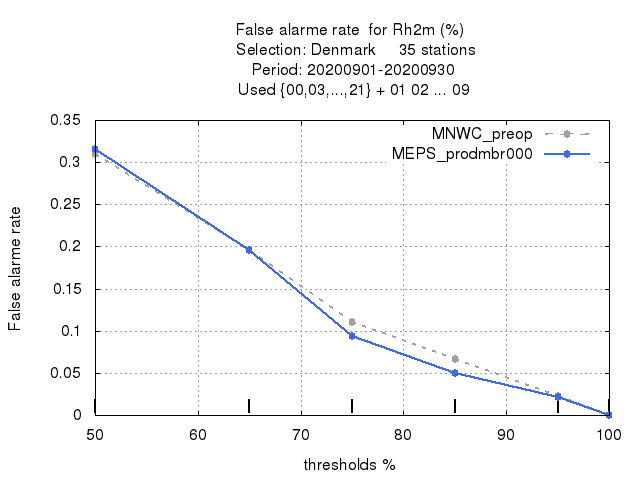 False alarme rate  for Rh2m (%)
Selection: Denmark     35 stations
Period: 20200901-20200930
Used {00,03,...,21} + 01 02 ... 09
MNWC_preop
MEPS_prodmbr000
False alarme rate
0.35
0.3
0.25
0.2
0.15
0.1
0.05
0
50 60 70 80 90 100
thresholds %